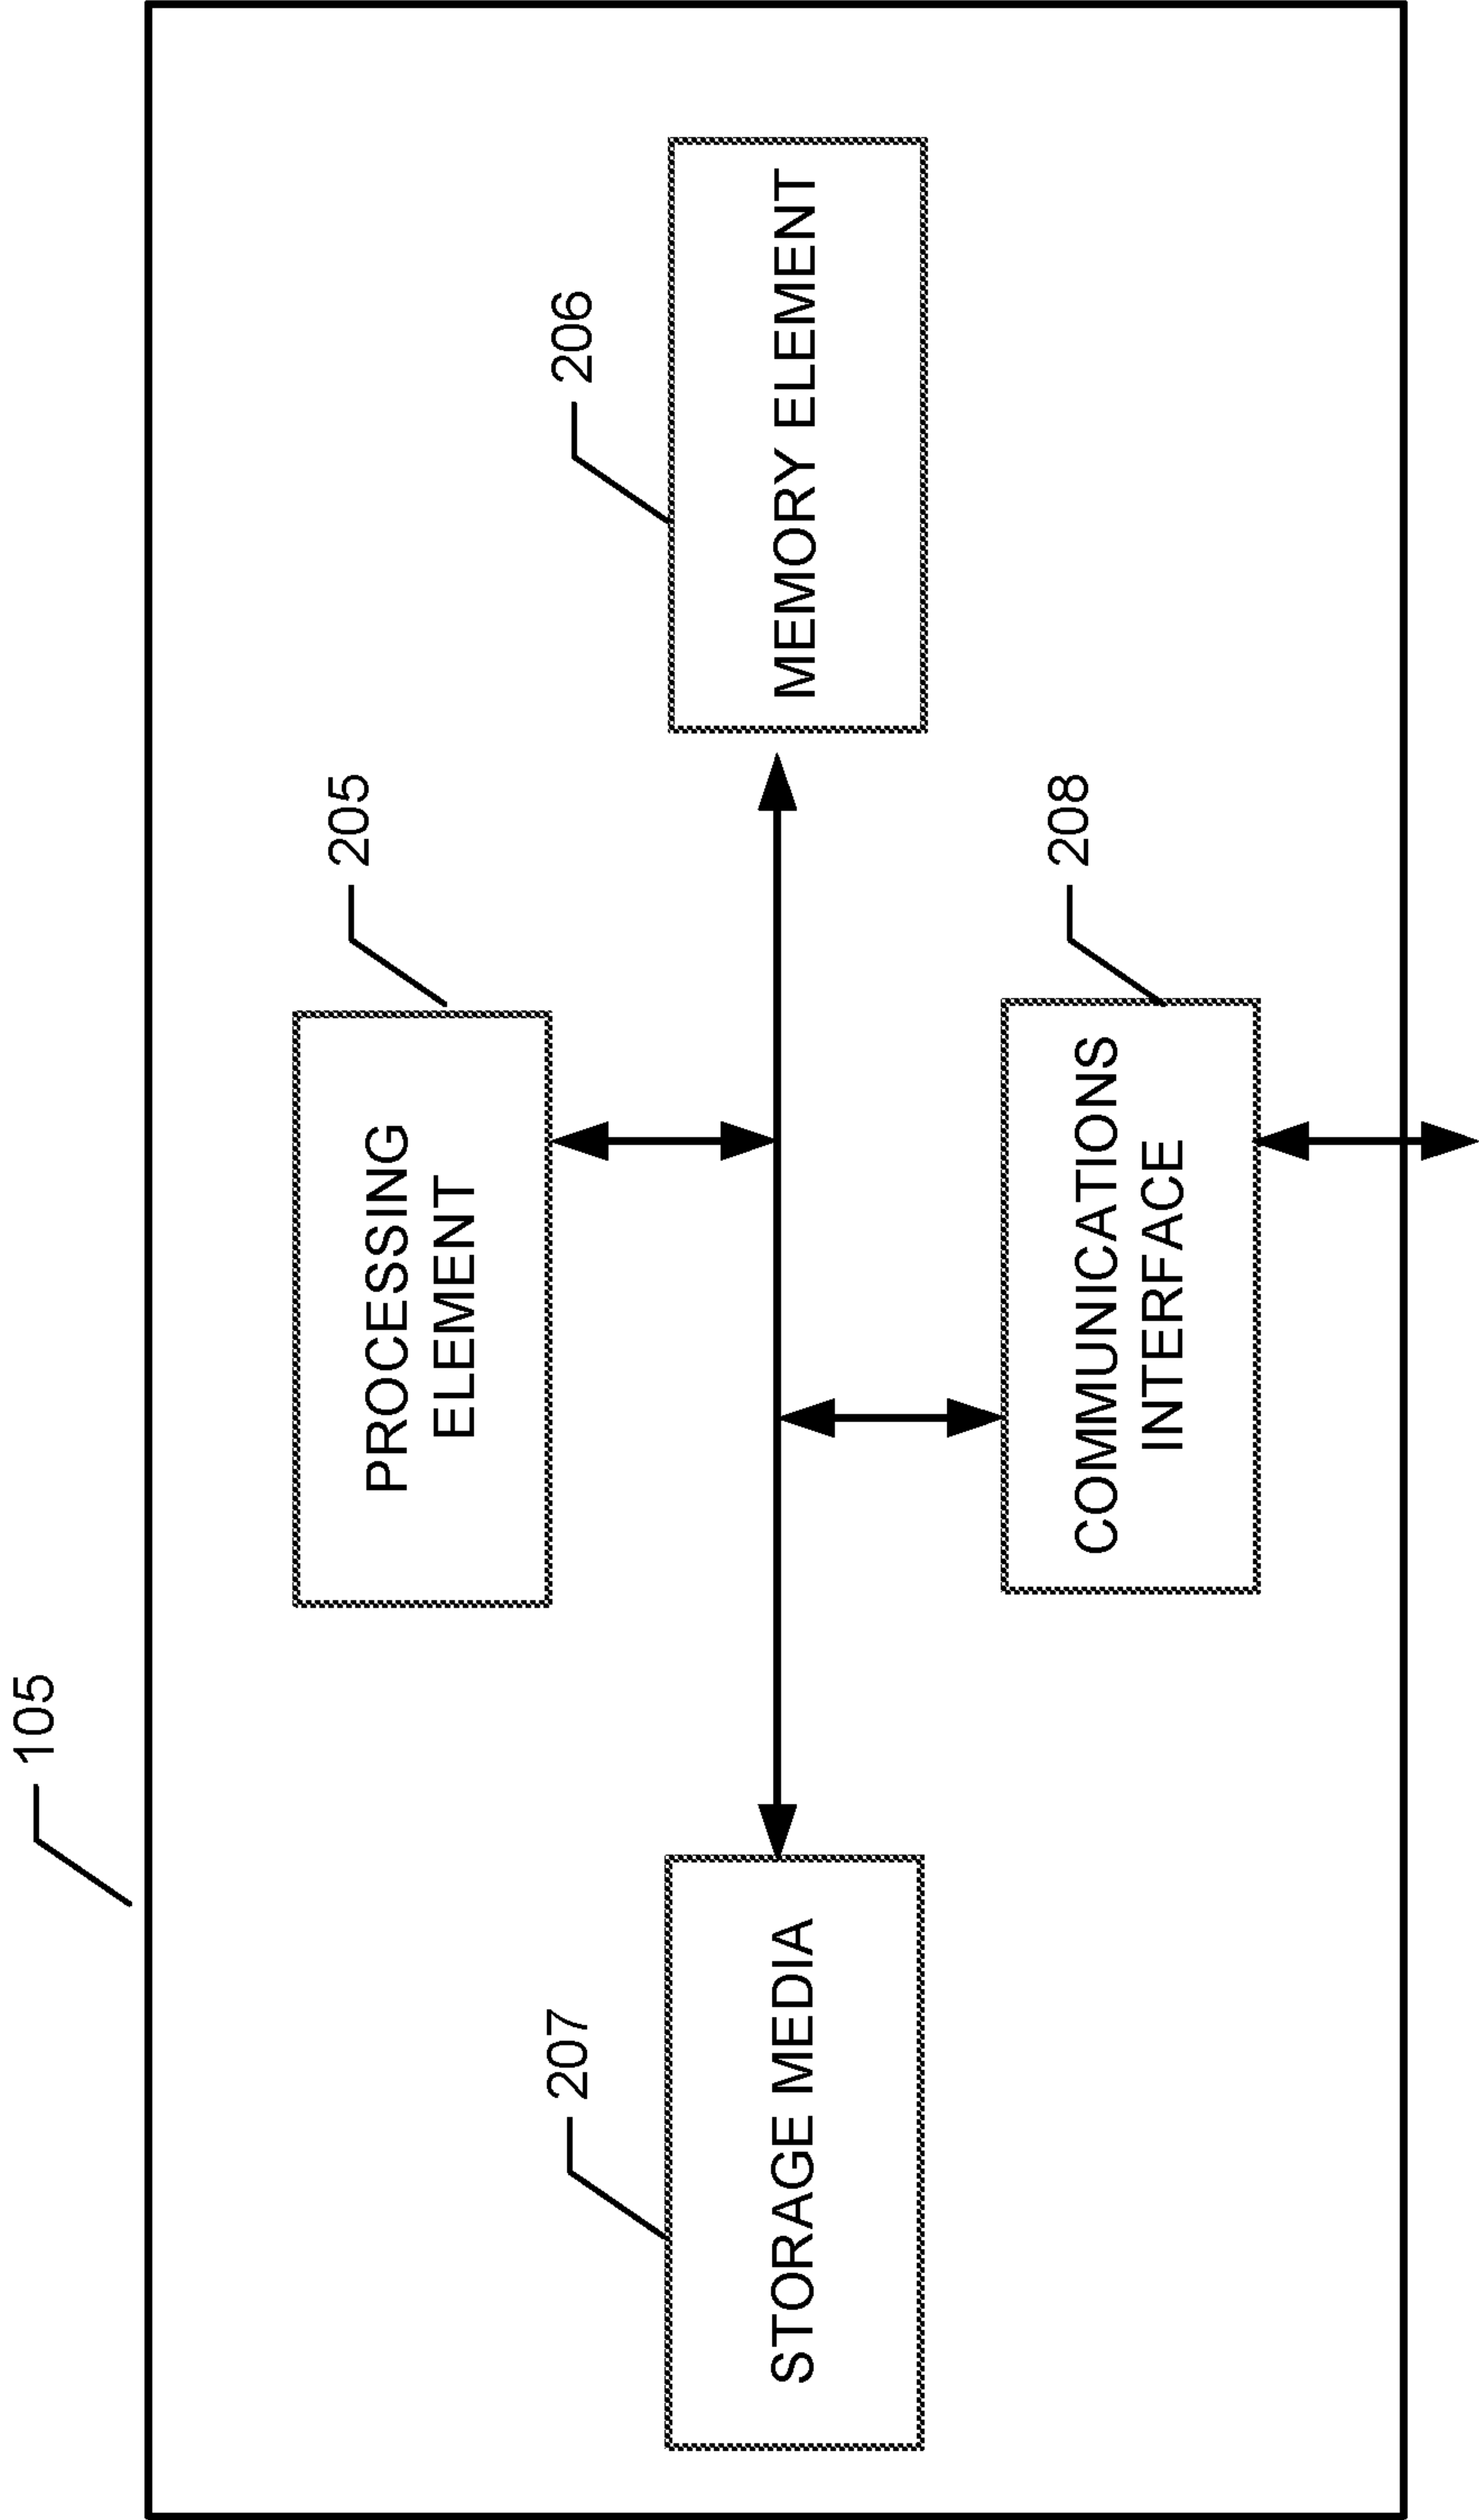 105
205
PROCESSING
ELEMENT
207
STORAGE MEDIA
206
MEMORY ELEMENT
208
COMMUNICATIONS
INTERFACE